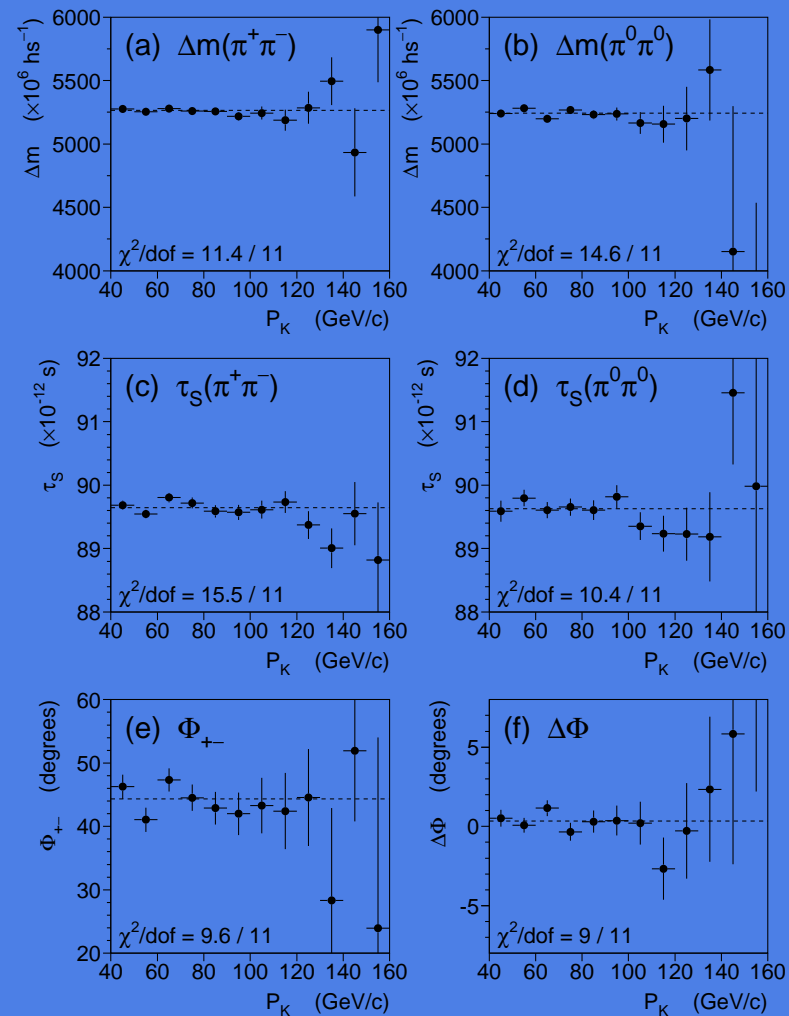 (a) Δm(π⁺π⁻)
Δm (×10⁶ hs⁻¹)
6000
5500
5000
4500
4000
χ²/dof = 11.4 / 11
40 60 80 100 120 140 160
P_K (GeV/c)
(b) Δm(π⁰π⁰)
Δm (×10⁶ hs⁻¹)
6000
5500
5000
4500
4000
χ²/dof = 14.6 / 11
40 60 80 100 120 140 160
P_K (GeV/c)
(c) τ_S(π⁺π⁻)
τ_S (×10⁻¹² s)
92
91
90
89
88
χ²/dof = 15.5 / 11
40 60 80 100 120 140 160
P_K (GeV/c)
(d) τ_S(π⁰π⁰)
τ_S (×10⁻¹² s)
92
91
90
89
88
χ²/dof = 10.4 / 11
40 60 80 100 120 140 160
P_K (GeV/c)
(e) Φ₊₋
Φ₊₋ (degrees)
60
50
40
30
20
χ²/dof = 9.6 / 11
40 60 80 100 120 140 160
P_K (GeV/c)
(f) ΔΦ
ΔΦ (degrees)
5
0
-5
χ²/dof = 9 / 11
40 60 80 100 120 140 160
P_K (GeV/c)